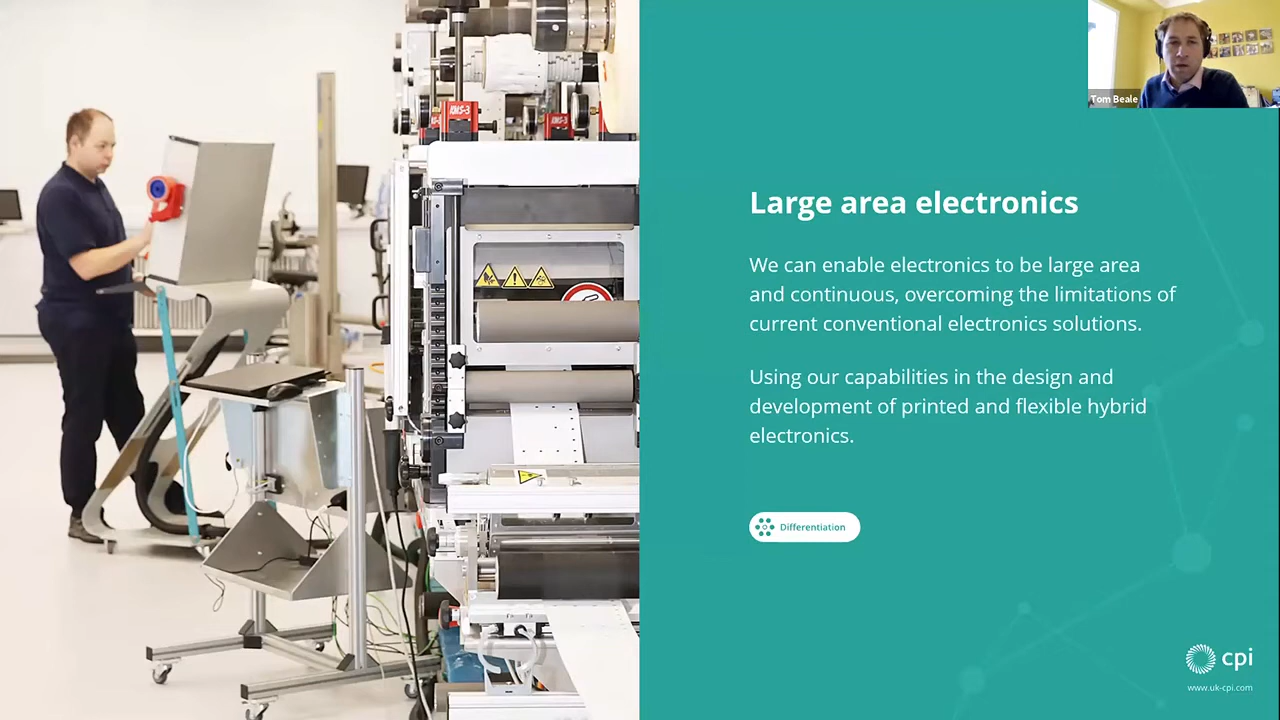 KMS-3
Tom Beale
Large area electronics
We can enable electronics to be large area
and continuous, overcoming the limitations of
current conventional electronics solutions.
Using our capabilities in the design and
development of printed and flexible hybrid
electronics.
Differentiation
cpi
www.uk-cpi.com